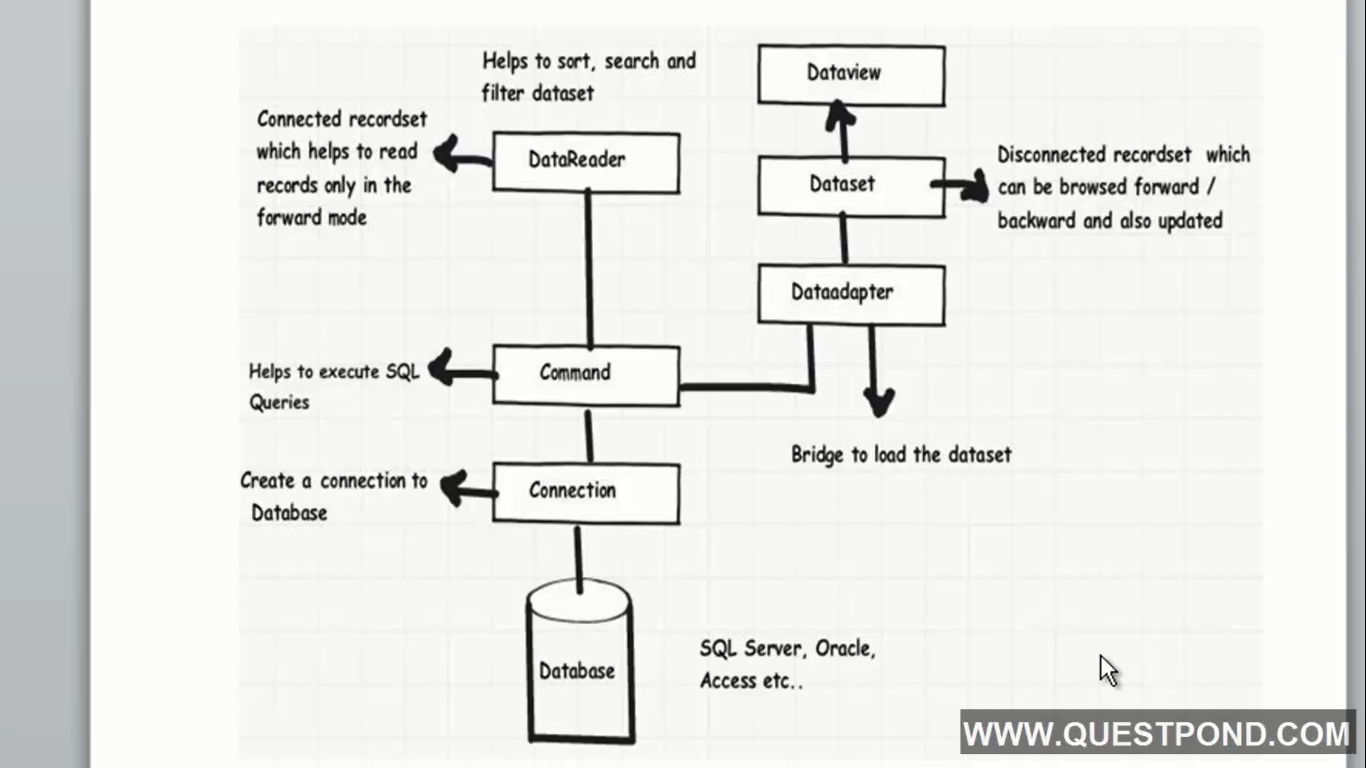 Helps to sort, search and
filter dataset
Dataview
Connected recordset
which helps to read
records only in the
forward mode
DataReader
Dataset
Disconnected recordset which
can be browsed forward /
backward and also updated
Dataadapter
Helps to execute SQL
Queries
Command
Bridge to load the dataset
Create a connection to
Database
Connection
Database
SQL Server, Oracle,
Access etc..
WWW.QUESTPOND.COM